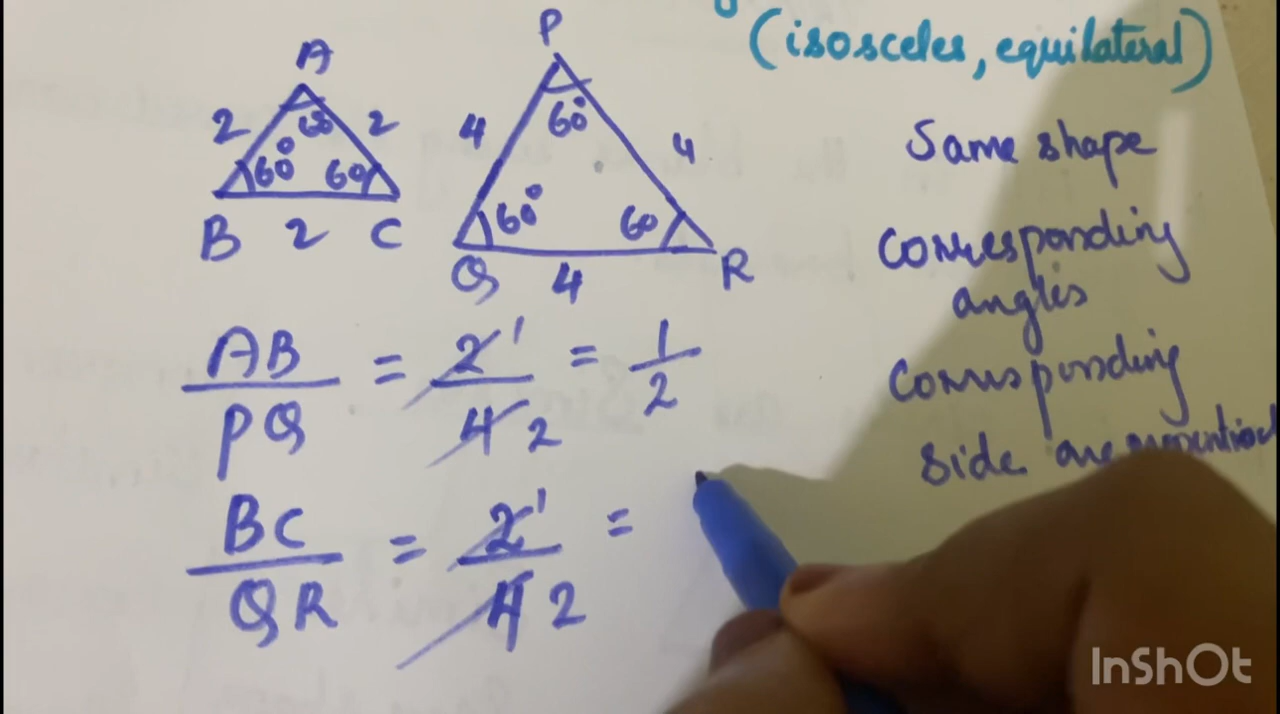 (isosceles, equilateral)
P
A
4 60° 4
2 60° 2
60° 60
60° 60
B 2 C
Q 4 R
Same shape
Corresponding
angles
Corresponding
side are
AB/PQ = 2 1/4 2 = 1/2
BC/QR = 2 1/4 2 =
InShOt